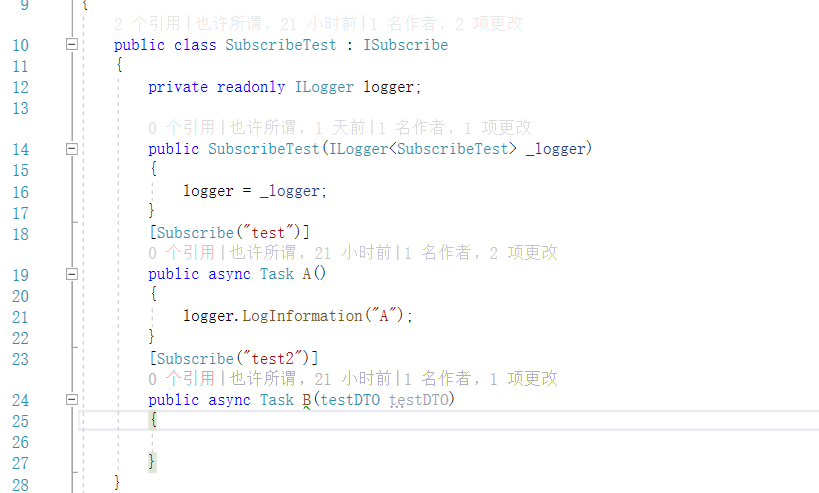 9 {
2 个引用|也许所谓, 21 小时前|1 名作者, 2 项更改
10 public class SubscribeTest : ISubscribe
11 {
12 private readonly ILogger logger;
13
0 个引用|也许所谓, 1 天前|1 名作者, 1 项更改
14 public SubscribeTest(ILogger<SubscribeTest> _logger)
15 {
16 logger = _logger;
17 }
18 [Subscribe("test")]
0 个引用|也许所谓, 21 小时前|1 名作者, 2 项更改
19 public async Task A()
20 {
21 logger.LogInformation("A");
22 }
23 [Subscribe("test2")]
0 个引用|也许所谓, 21 小时前|1 名作者, 1 项更改
24 public async Task B(testDTO testDTO)
25 {
26
27 }
28 }